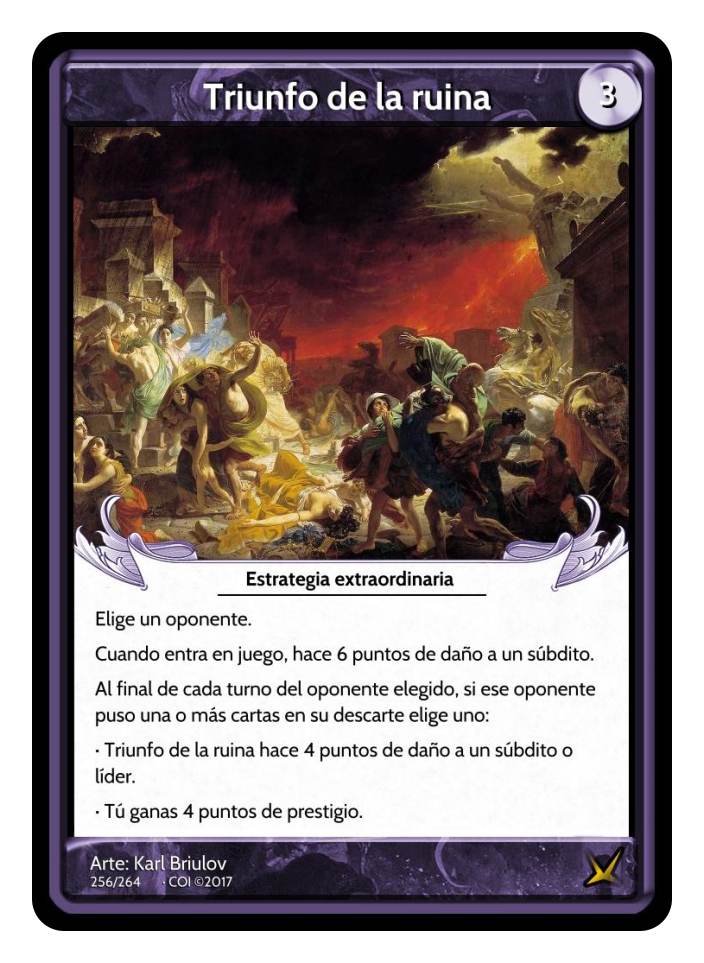 Triunfo de la ruina
3
Estrategia extraordinaria
Elige un oponente.
Cuando entra en juego, hace 6 puntos de daño a un súbdito.
Al final de cada turno del oponente elegido, si ese oponente
puso una o más cartas en su descarte elige uno:
· Triunfo de la ruina hace 4 puntos de daño a un súbdito o
líder.
· Tú ganas 4 puntos de prestigio.
Arte: Karl Briulov
256/264 · COI ©2017